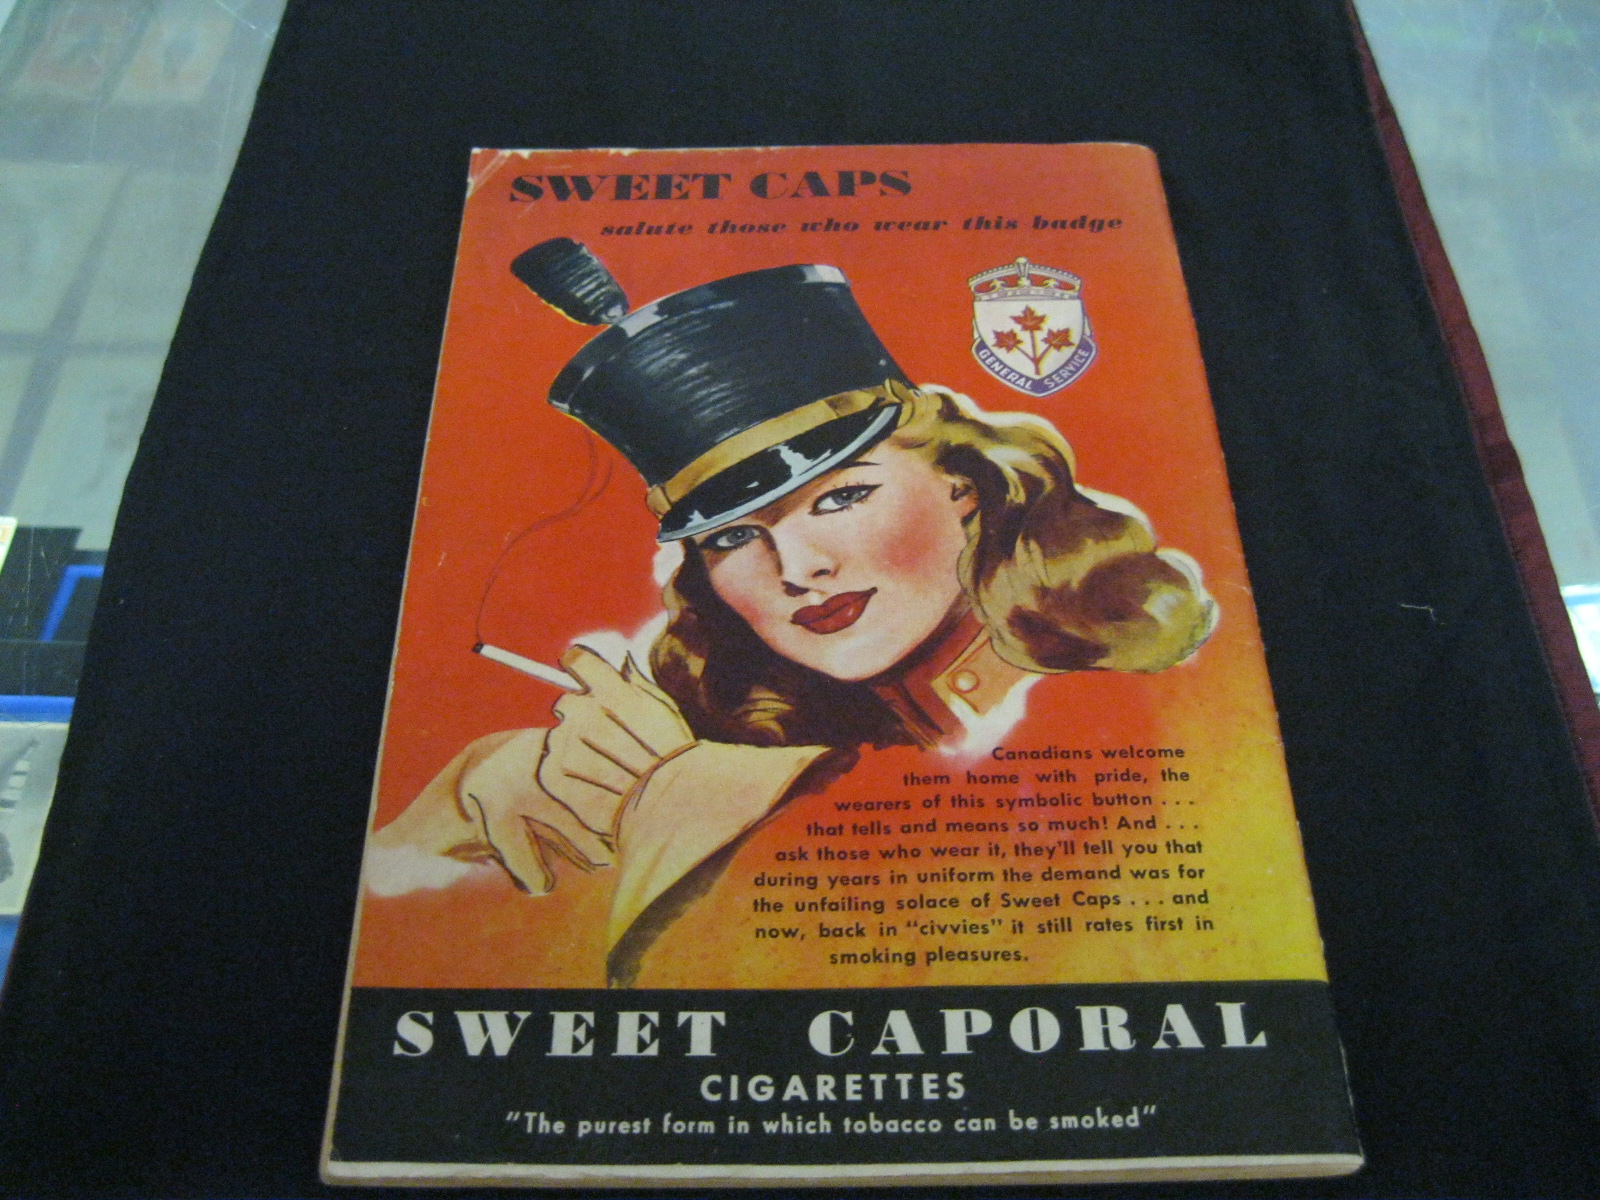 SWEET CAPS
salute those who wear this badge
GENERAL SERVICE
Canadians welcome
them home with pride, the
wearers of this symbolic button . . .
that tells and means so much! And . . .
ask those who wear it, they'll tell you that
during years in uniform the demand was for
the unfailing solace of Sweet Caps . . . and
now, back in "civvies" it still rates first in
smoking pleasures.
SWEET CAPORAL
CIGARETTES
"The purest form in which tobacco can be smoked"